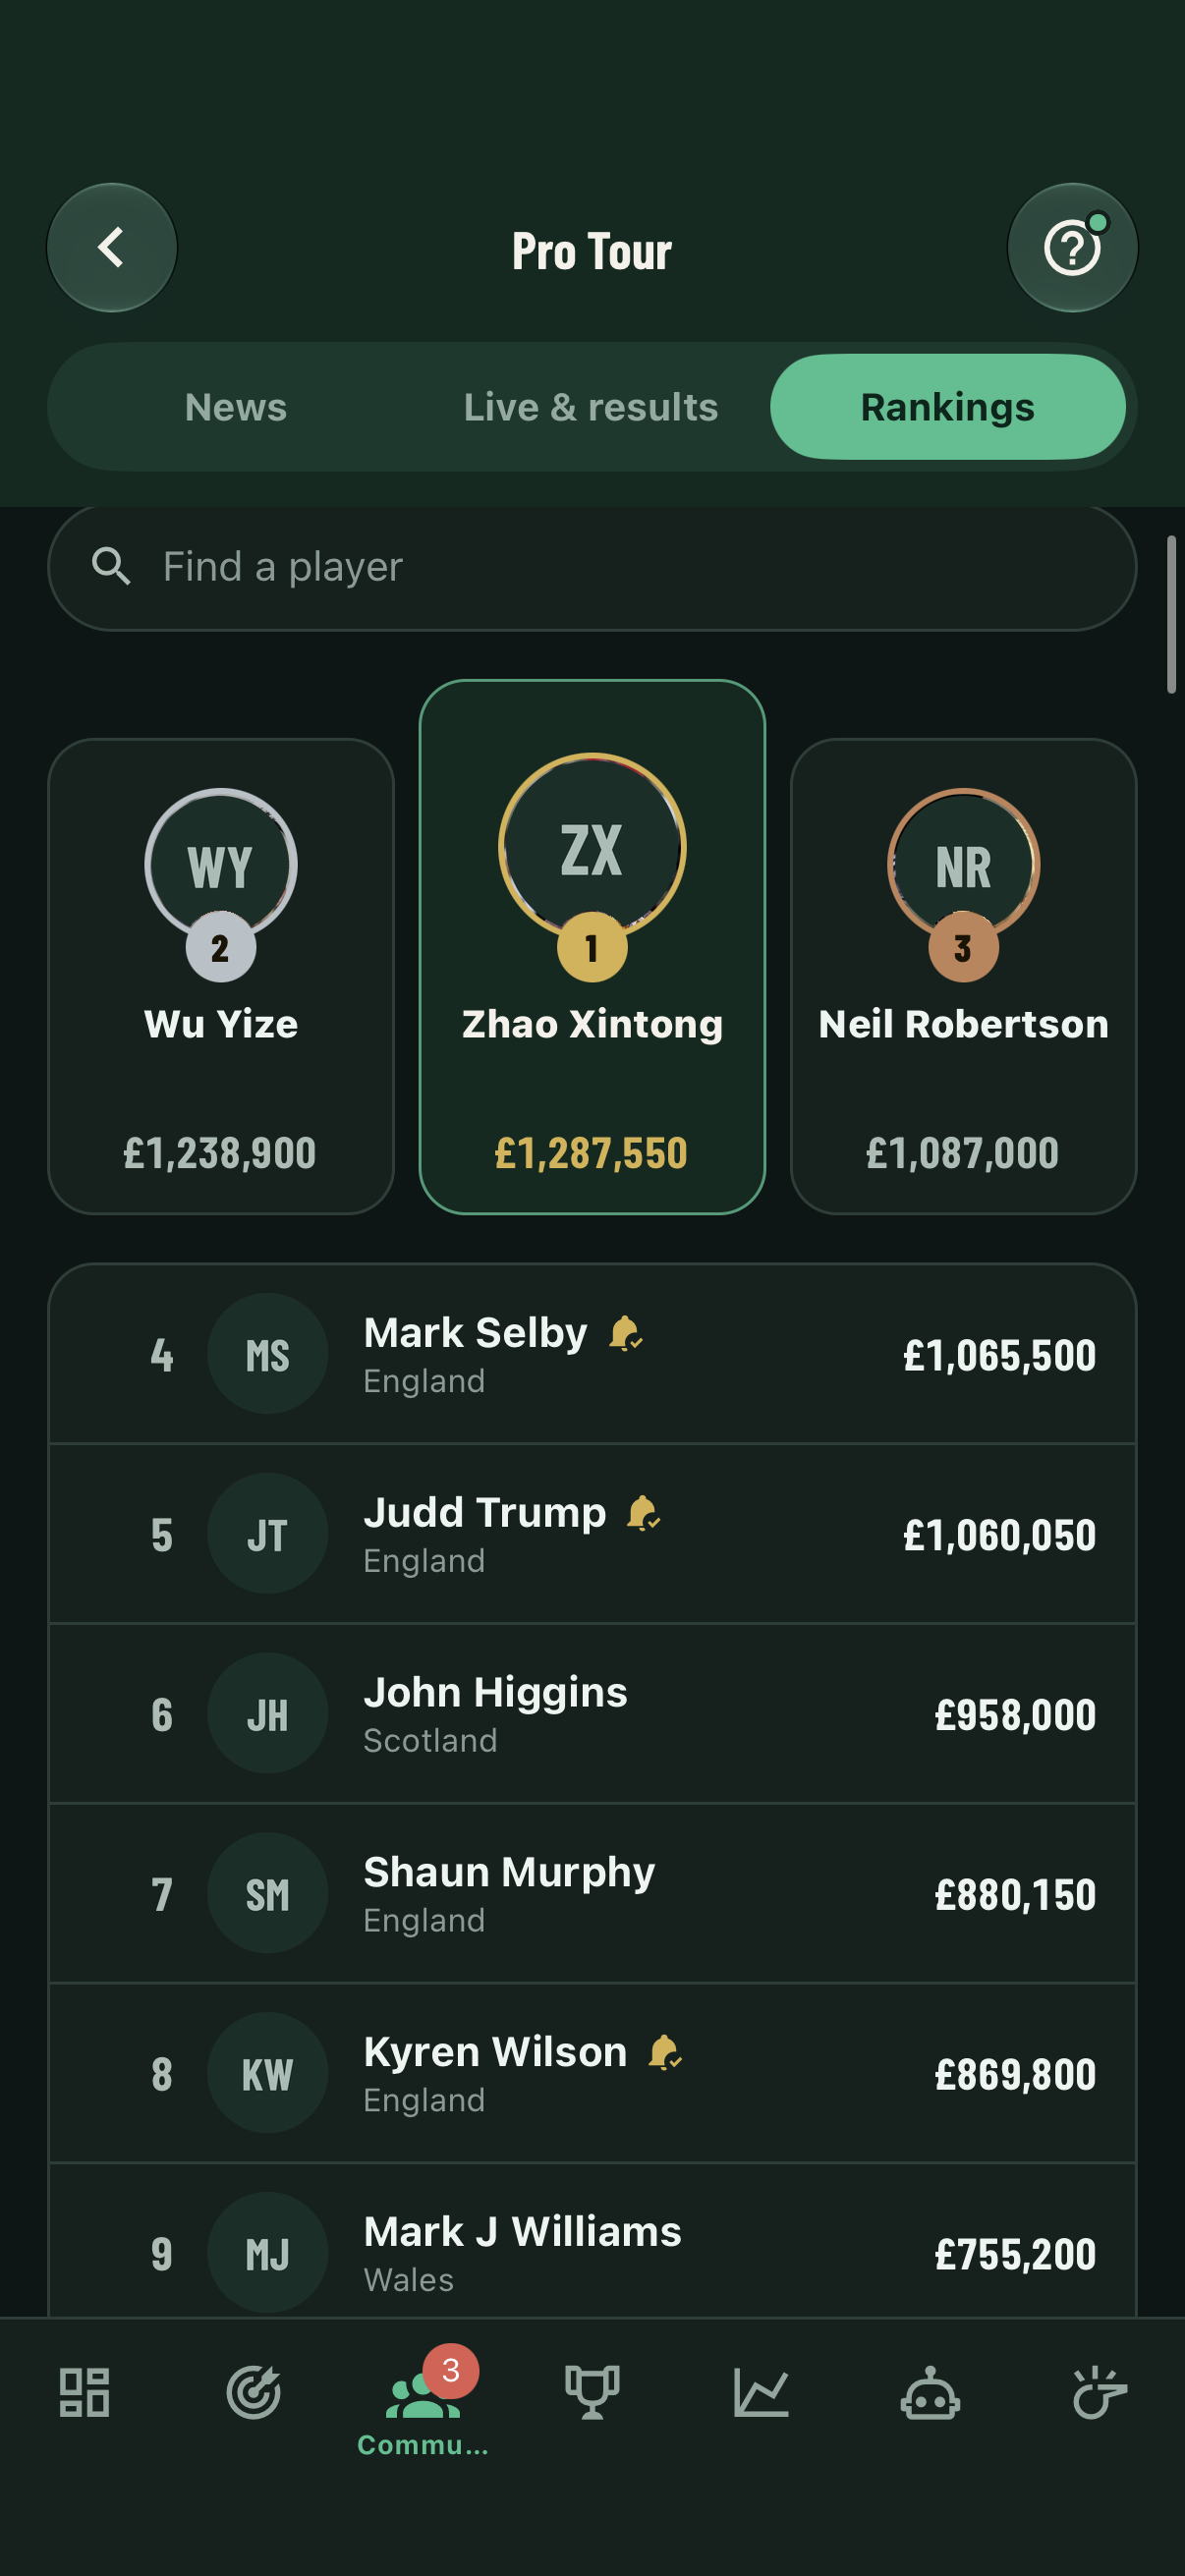 Pro Tour
News
Live & results
Rankings
Find a player
WY
2
Wu Yize
£1,238,900
ZX
1
Zhao Xintong
£1,287,550
NR
3
Neil Robertson
£1,087,000
4
MS
Mark Selby
England
£1,065,500
5
JT
Judd Trump
England
£1,060,050
6
JH
John Higgins
Scotland
£958,000
7
SM
Shaun Murphy
England
£880,150
8
KW
Kyren Wilson
England
£869,800
9
MJ
Mark J Williams
Wales
£755,200
3
Commu...